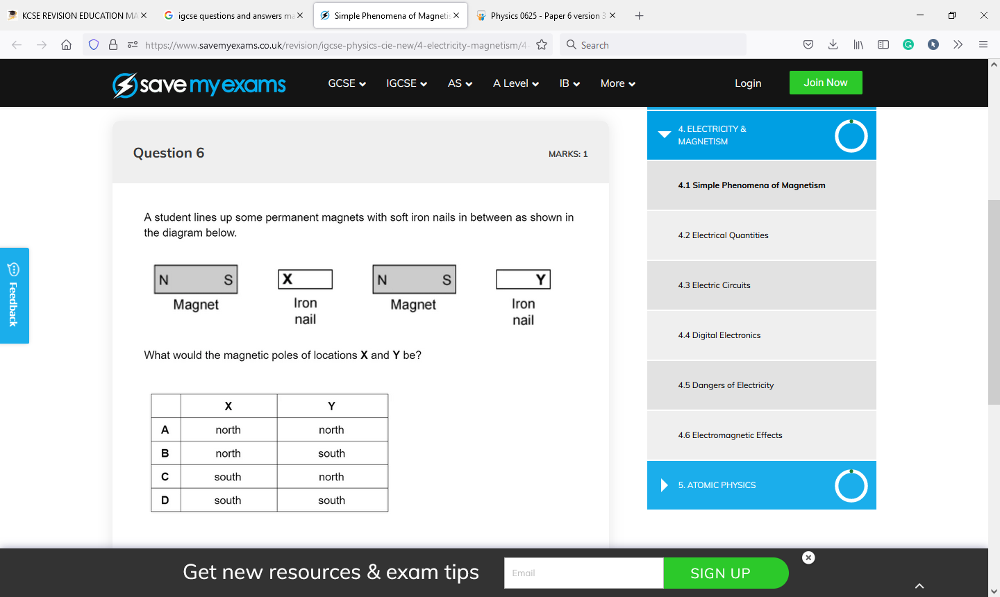 KCSE REVISION EDUCATION MA
igcse questions and answers ma
Simple Phenomena of Magnetis
Physics 0625 - Paper 6 version 3
https://www.savemyexams.co.uk/revision/igcse-physics-cie-new/4-electricity-magnetism/4-
Search
save my exams
GCSE
IGCSE
AS
A Level
IB
More
Login
Join Now
Question 6
MARKS: 1
A student lines up some permanent magnets with soft iron nails in between as shown in
the diagram below.
N S X N S Y
Magnet Iron nail Magnet Iron nail
What would the magnetic poles of locations X and Y be?
X Y
A north north
B north south
C south north
D south south
4. ELECTRICITY &
MAGNETISM
4.1 Simple Phenomena of Magnetism
4.2 Electrical Quantities
4.3 Electric Circuits
4.4 Digital Electronics
4.5 Dangers of Electricity
4.6 Electromagnetic Effects
5. ATOMIC PHYSICS
Feedback
Get new resources & exam tips
Email
SIGN UP